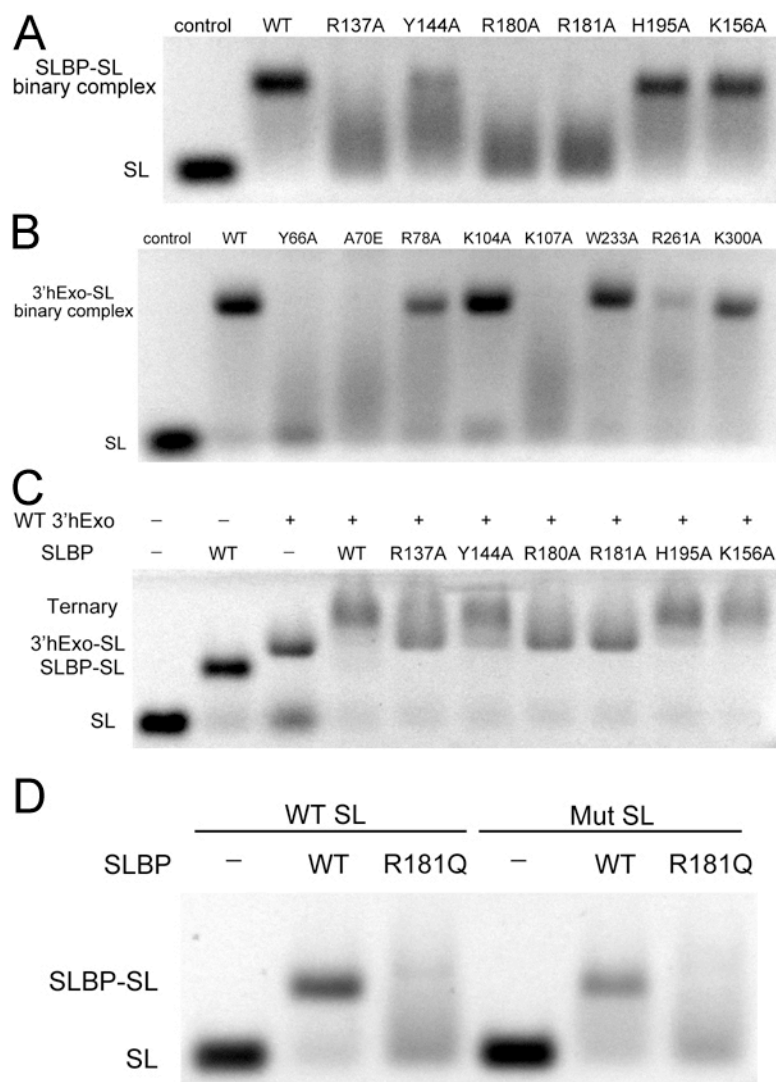 A
control WT R137A Y144A R180A R181A H195A K156A
SLBP-SL
binary complex
SL
B
control WT Y66A A70E R78A K104A K107A W233A R261A K300A
3'hExo-SL
binary complex
SL
C
WT 3'hExo – – + + + + + + + +
SLBP – WT – WT R137A Y144A R180A R181A H195A K156A
Ternary
3'hExo-SL
SLBP-SL
SL
D
WT SL Mut SL
SLBP – WT R181Q – WT R181Q
SLBP-SL
SL